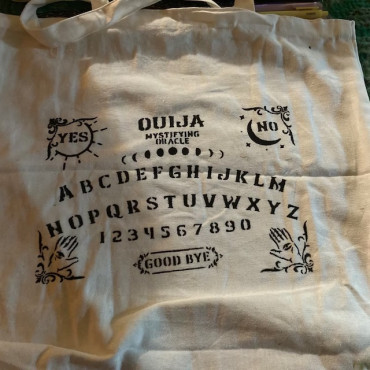 OUIJA
YES
NO
MYSTIFYING
ORACLE
ABCDEFGHIJKLM
NOPQRSTUVWXYZ
1234567890
GOOD BYE